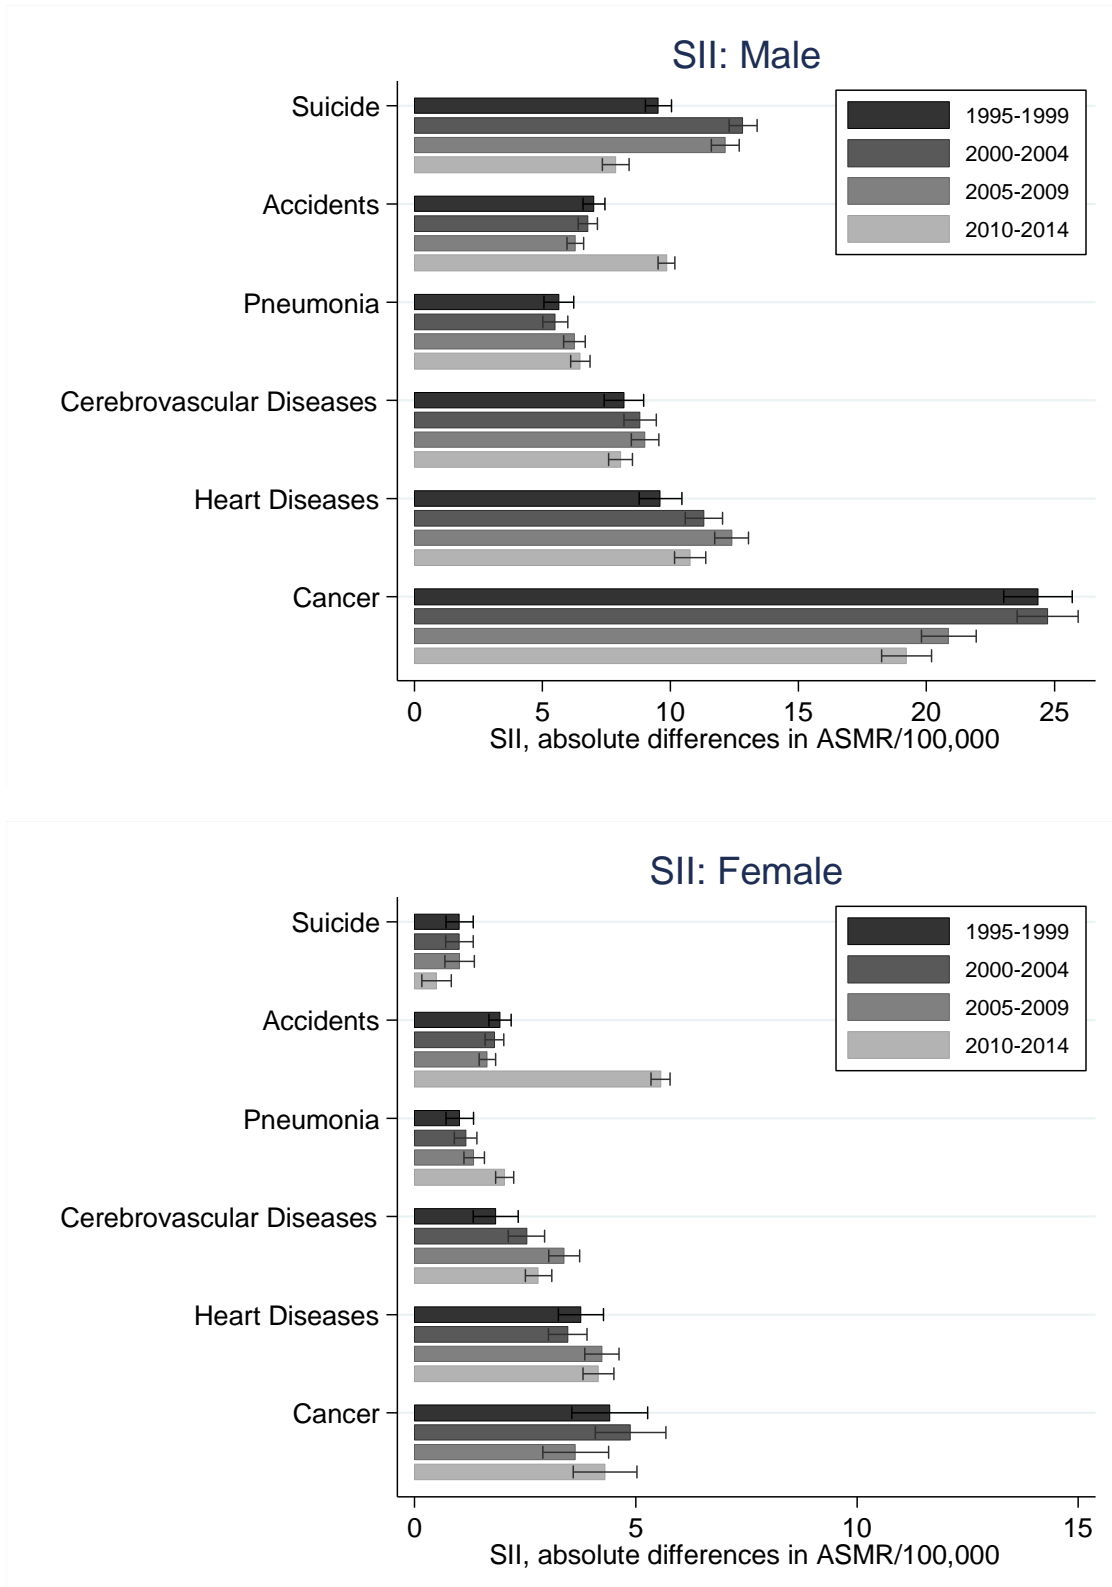 SII: Male
1995-1999
2000-2004
2005-2009
2010-2014
Suicide
Accidents
Pneumonia
Cerebrovascular Diseases
Heart Diseases
Cancer
0 5 10 15 20 25
SII, absolute differences in ASMR/100,000
SII: Female
1995-1999
2000-2004
2005-2009
2010-2014
Suicide
Accidents
Pneumonia
Cerebrovascular Diseases
Heart Diseases
Cancer
0 5 10 15
SII, absolute differences in ASMR/100,000